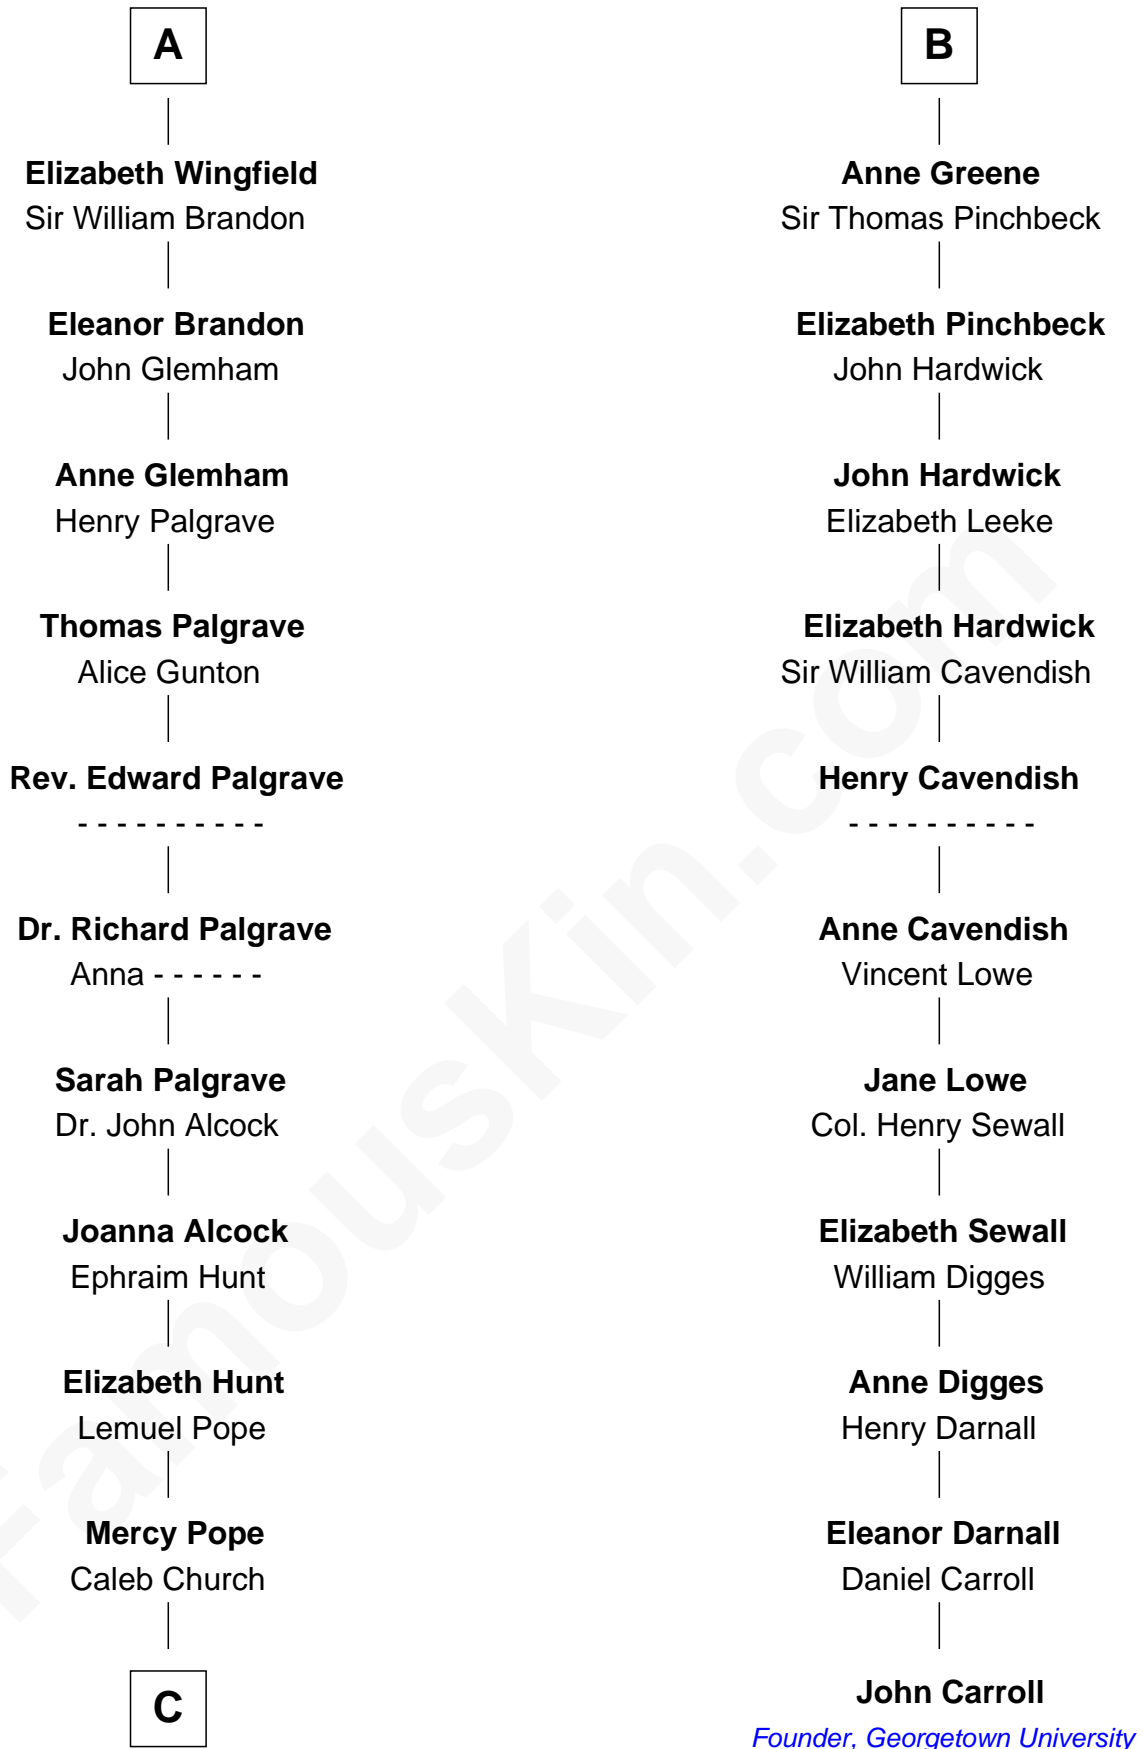 A
Elizabeth Wingfield
Sir William Brandon
Eleanor Brandon
John Glemham
Anne Glemham
Henry Palgrave
Thomas Palgrave
Alice Gunton
Rev. Edward Palgrave
- - - - - - - - - -
Dr. Richard Palgrave
Anna - - - - - -
Sarah Palgrave
Dr. John Alcock
Joanna Alcock
Ephraim Hunt
Elizabeth Hunt
Lemuel Pope
Mercy Pope
Caleb Church
C
B
Anne Greene
Sir Thomas Pinchbeck
Elizabeth Pinchbeck
John Hardwick
John Hardwick
Elizabeth Leeke
Elizabeth Hardwick
Sir William Cavendish
Henry Cavendish
- - - - - - - - - -
Anne Cavendish
Vincent Lowe
Jane Lowe
Col. Henry Sewall
Elizabeth Sewall
William Digges
Anne Digges
Henry Darnall
Eleanor Darnall
Daniel Carroll
John Carroll
Founder, Georgetown University
FamousKin.com